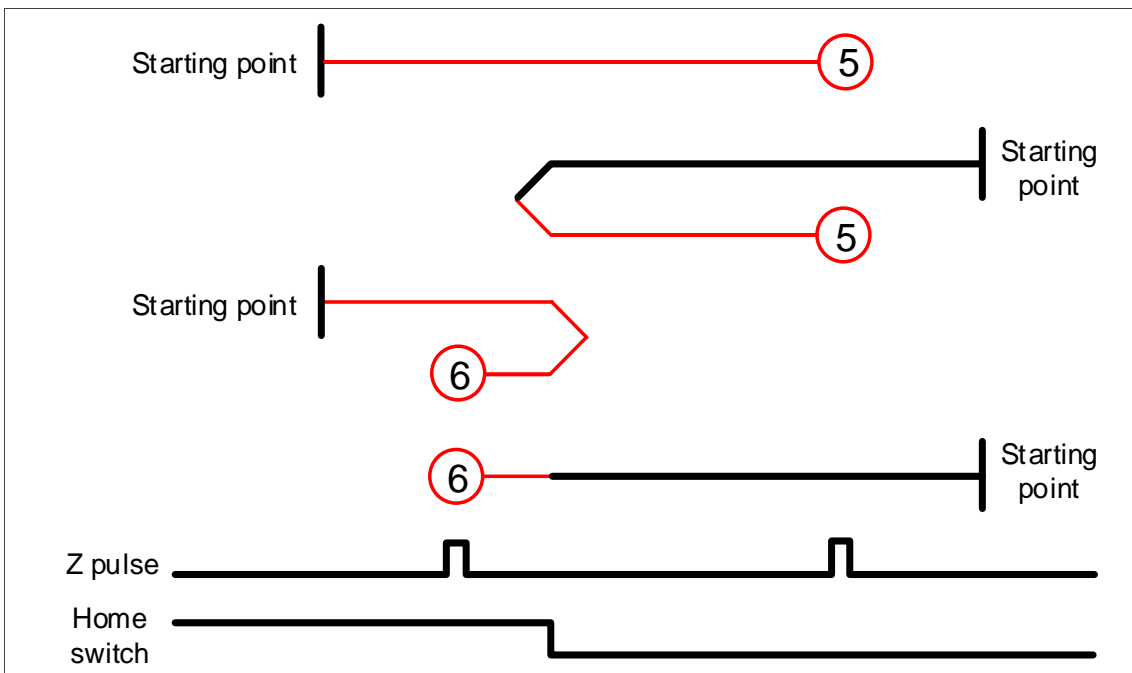 Starting point
5
Starting
point
5
Starting point
6
6
Starting
point
Z pulse
Home
switch